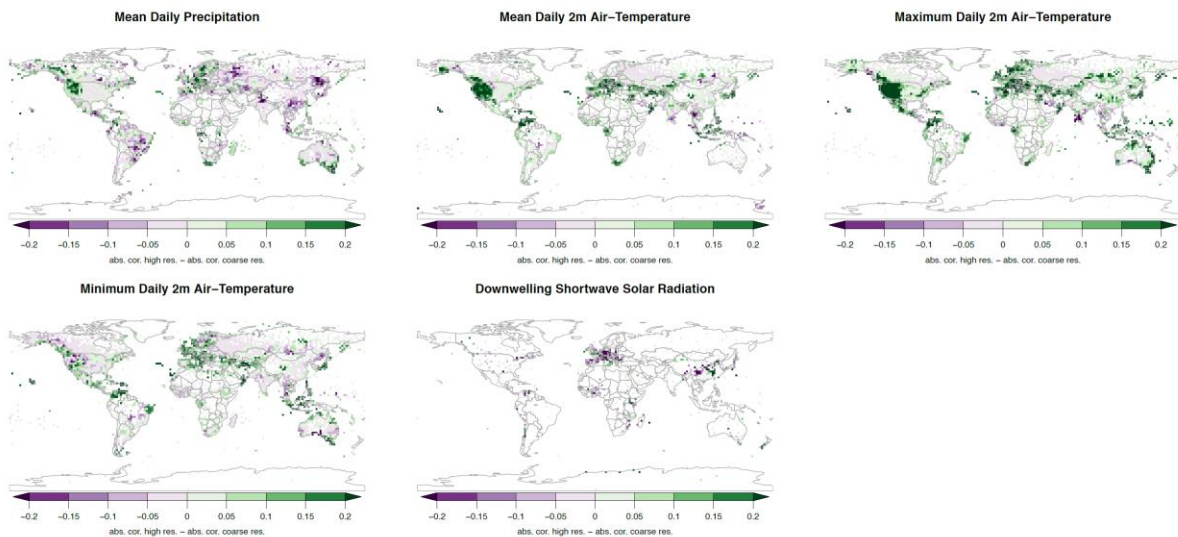 Mean Daily Precipitation
Mean Daily 2m Air−Temperature
Maximum Daily 2m Air−Temperature
−0.2 −0.15 −0.1 −0.05 0 0.05 0.1 0.15 0.2
abs. cor. high res. − abs. cor. coarse res.
−0.2 −0.15 −0.1 −0.05 0 0.05 0.1 0.15 0.2
abs. cor. high res. − abs. cor. coarse res.
−0.2 −0.15 −0.1 −0.05 0 0.05 0.1 0.15 0.2
abs. cor. high res. − abs. cor. coarse res.
Minimum Daily 2m Air−Temperature
Downwelling Shortwave Solar Radiation
−0.2 −0.15 −0.1 −0.05 0 0.05 0.1 0.15 0.2
abs. cor. high res. − abs. cor. coarse res.
−0.2 −0.15 −0.1 −0.05 0 0.05 0.1 0.15 0.2
abs. cor. high res. − abs. cor. coarse res.